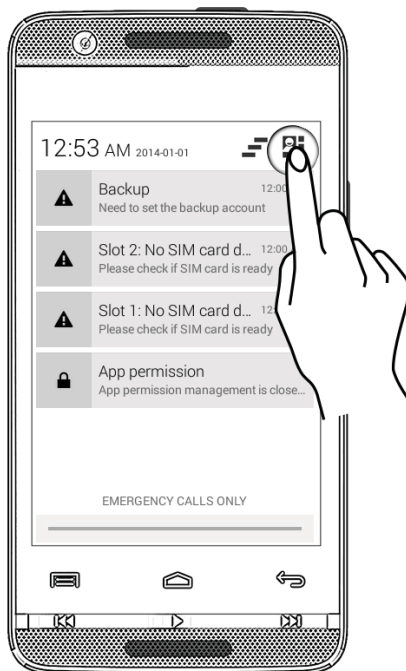 12:53 AM 2014-01-01
Backup 12:00
Need to set the backup account
Slot 2: No SIM card d... 12:00
Please check if SIM card is ready
Slot 1: No SIM card d...
Please check if SIM card is ready
App permission
App permission management is close...
EMERGENCY CALLS ONLY